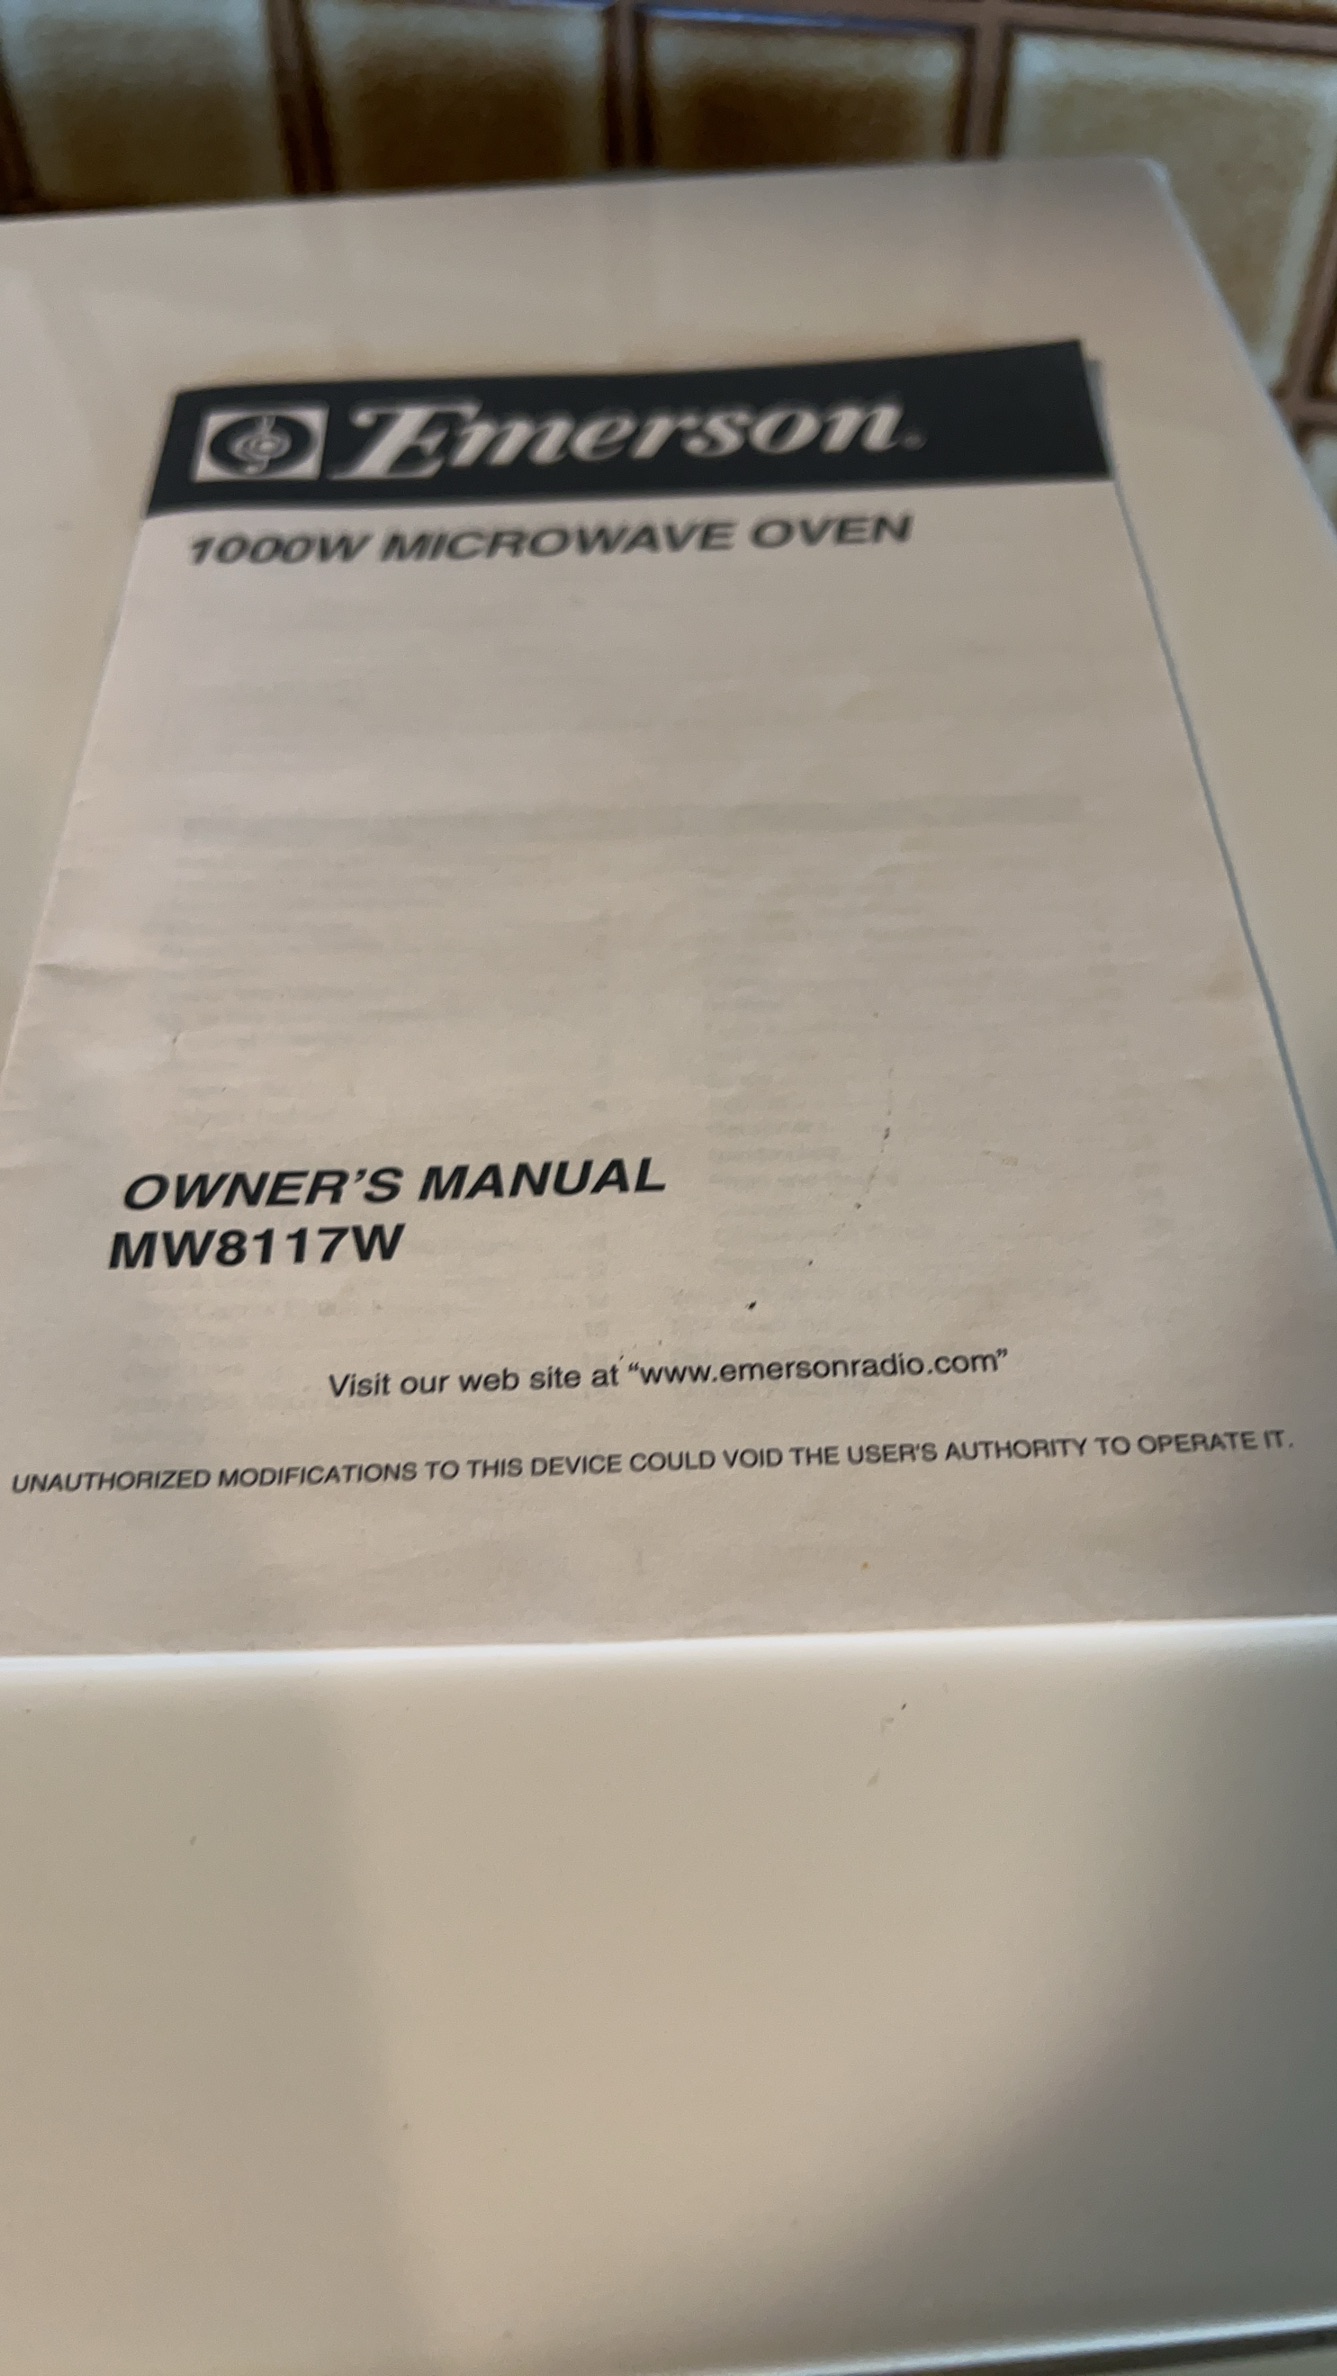 Emerson
1000W MICROWAVE OVEN
OWNER'S MANUAL
MW8117W
Visit our web site at “www.emersonradio.com”
UNAUTHORIZED MODIFICATIONS TO THIS DEVICE COULD VOID THE USER'S AUTHORITY TO OPERATE IT.